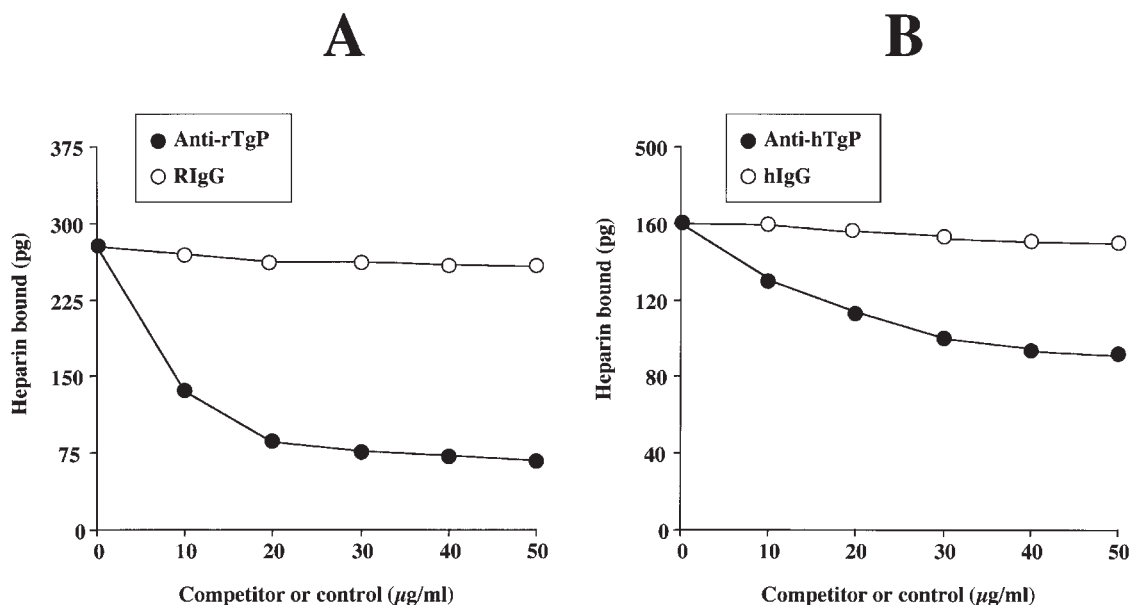 A
Anti-rTgP
RIgG
375
300
225
150
75
0
Heparin bound (pg)
0 10 20 30 40 50
Competitor or control (µg/ml)
B
Anti-hTgP
hIgG
500
160
120
80
40
0
Heparin bound (pg)
0 10 20 30 40 50
Competitor or control (µg/ml)